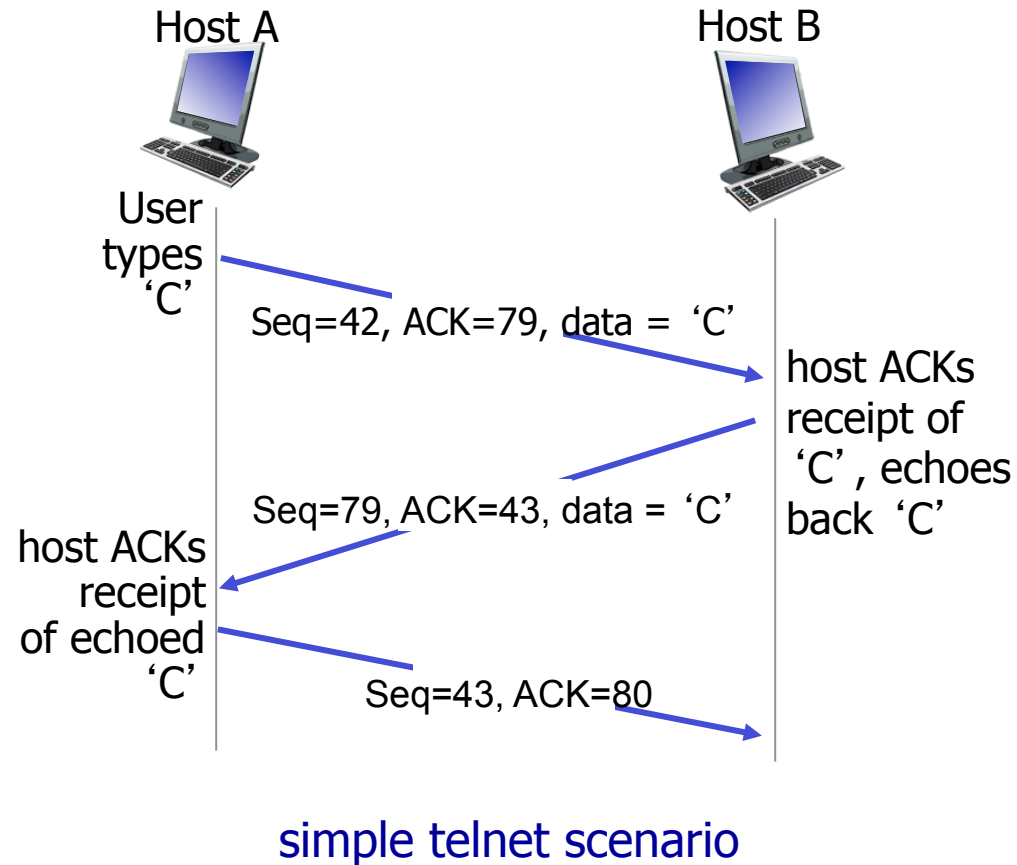 Host A
Host B
User
types
‘C’
Seq=42, ACK=79, data = ‘C’
host ACKs
receipt of
‘C’, echoes
back ‘C’
Seq=79, ACK=43, data = ‘C’
host ACKs
receipt
of echoed
‘C’
Seq=43, ACK=80
simple telnet scenario